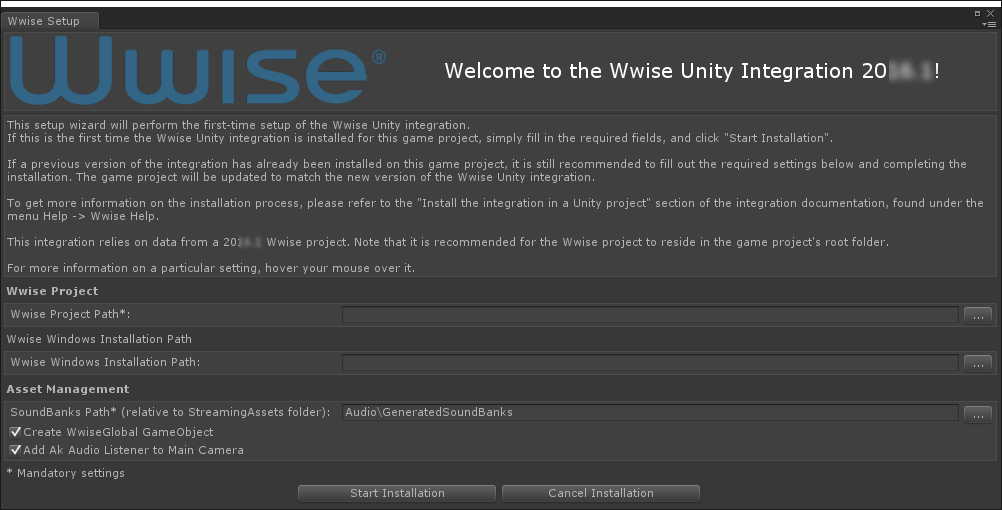 Wwise Setup
Wwise®
Welcome to the Wwise Unity Integration 20 !
This setup wizard will perform the first-time setup of the Wwise Unity integration.
If this is the first time the Wwise Unity integration is installed for this game project, simply fill in the required fields, and click "Start Installation".
If a previous version of the integration has already been installed on this game project, it is still recommended to fill out the required settings below and completing the
installation. The game project will be updated to match the new version of the Wwise Unity integration.
To get more information on the installation process, please refer to the "Install the integration in a Unity project" section of the integration documentation, found under the
menu Help -> Wwise Help.
This integration relies on data from a 20 Wwise project. Note that it is recommended for the Wwise project to reside in the game project's root folder.
For more information on a particular setting, hover your mouse over it.
Wwise Project
Wwise Project Path*:
...
Wwise Windows Installation Path
Wwise Windows Installation Path:
...
Asset Management
SoundBanks Path* (relative to StreamingAssets folder): Audio\GeneratedSoundBanks
...
Create WwiseGlobal GameObject
Add Ak Audio Listener to Main Camera
* Mandatory settings
Start Installation Cancel Installation